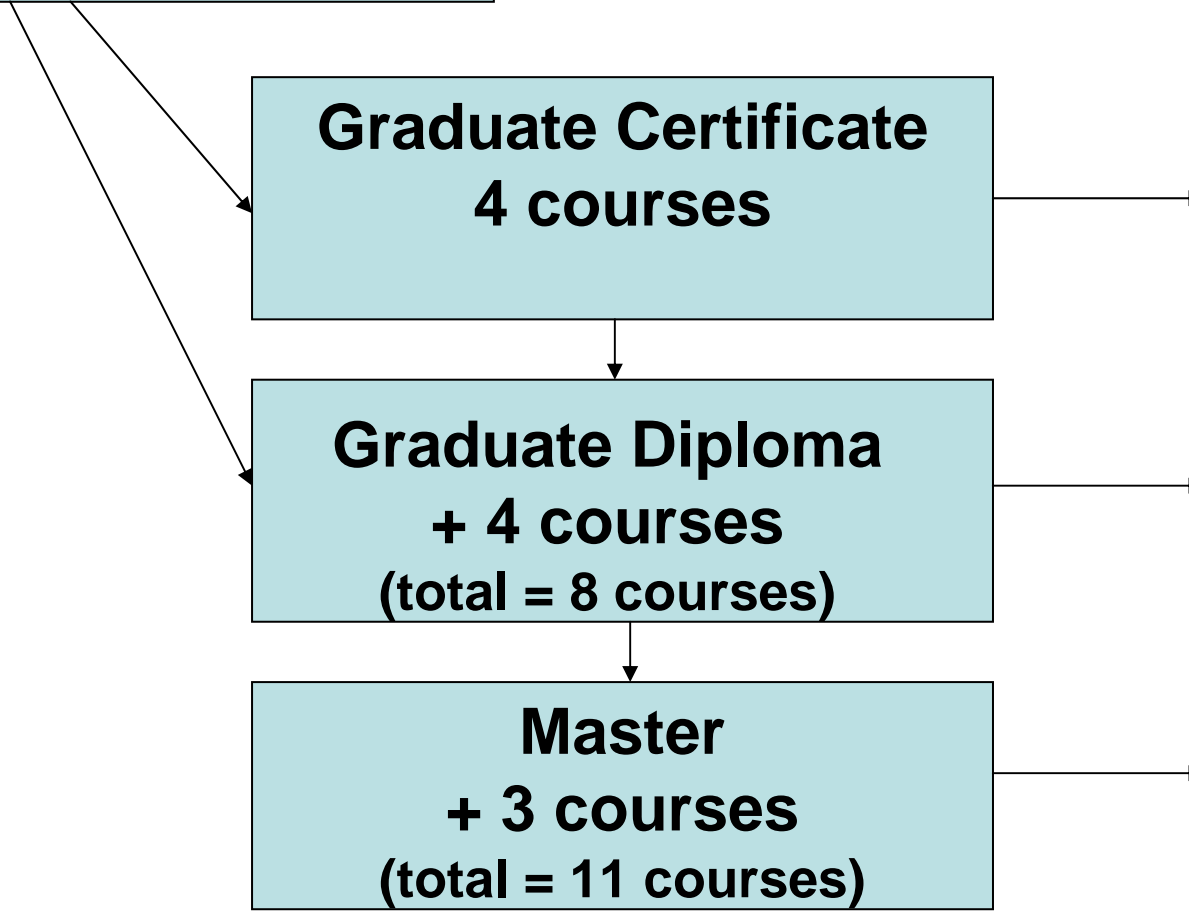 Graduate Certificate
4 courses
Graduate Diploma
+ 4 courses
(total = 8 courses)
Master
+ 3 courses
(total = 11 courses)